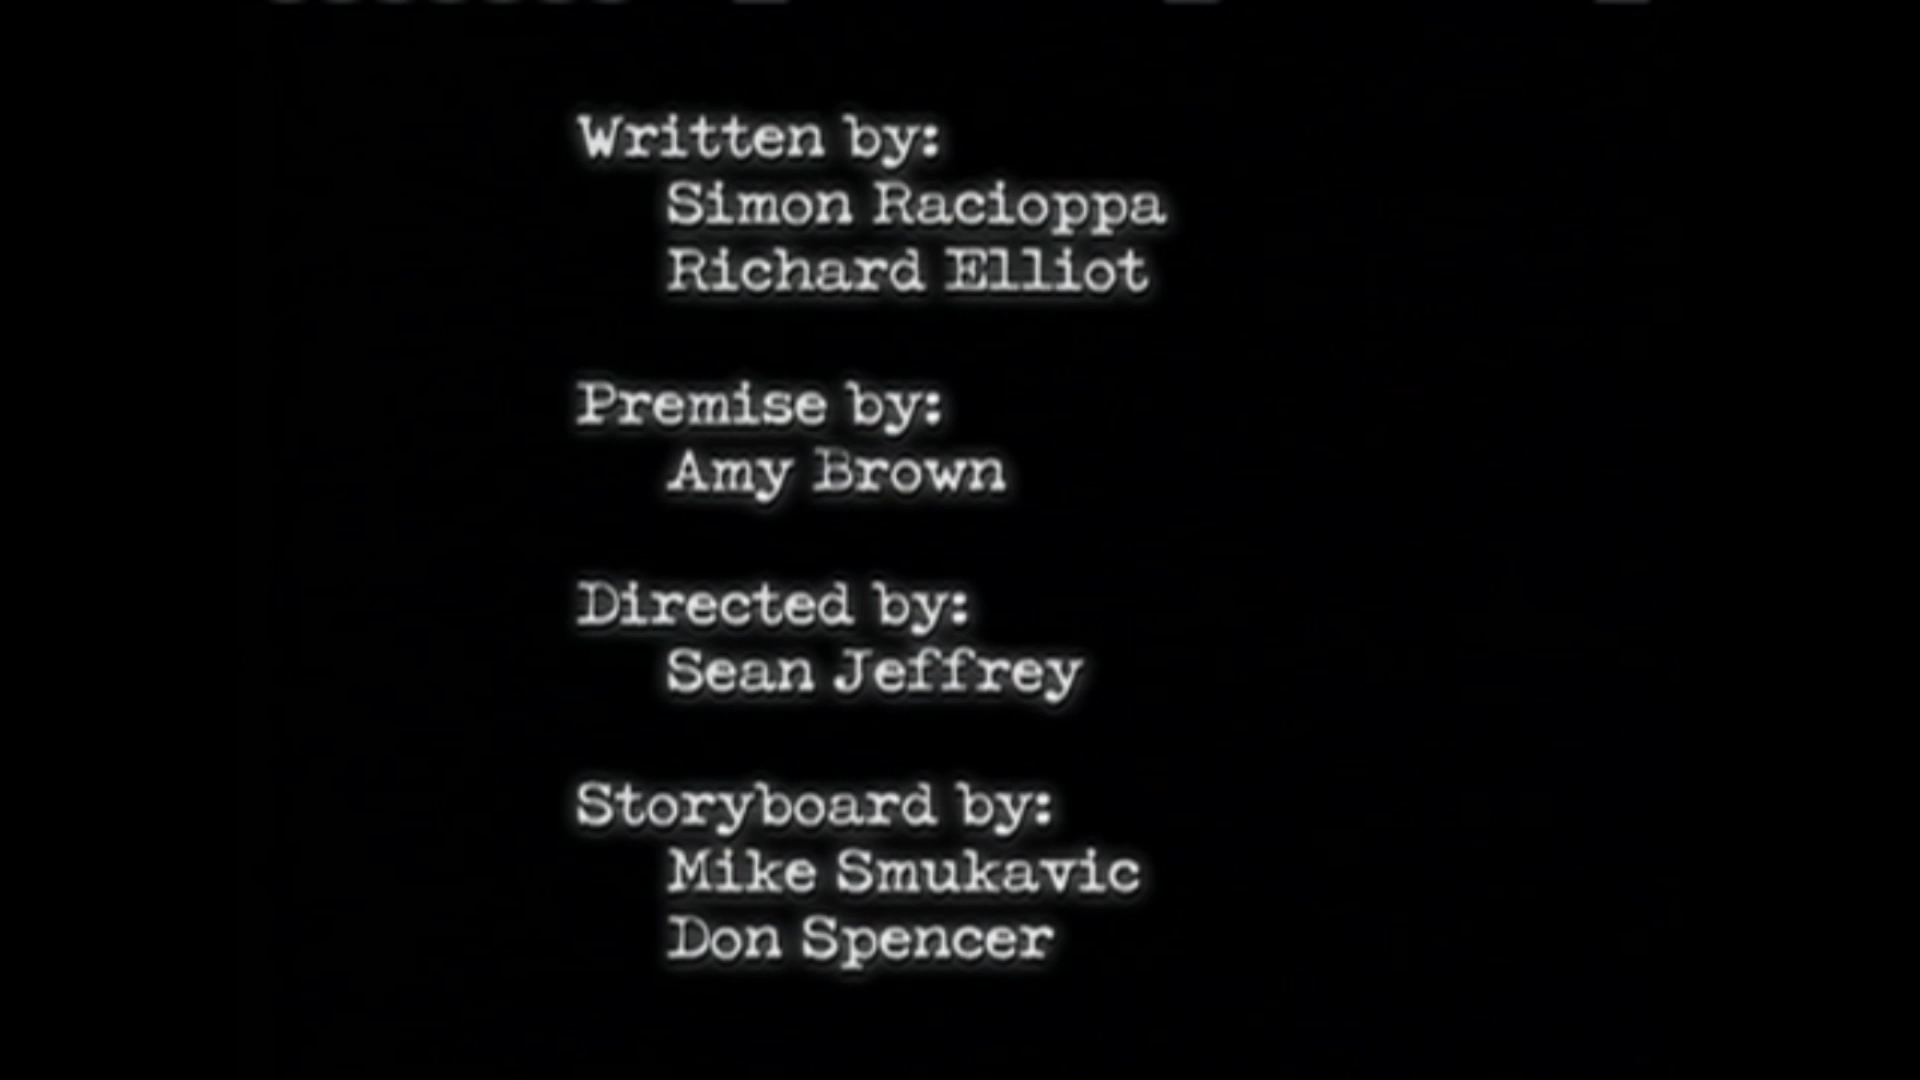 Written by:
Simon Racioppa
Richard Elliot
Premise by:
Amy Brown
Directed by:
Sean Jeffrey
Storyboard by:
Mike Smukavic
Don Spencer